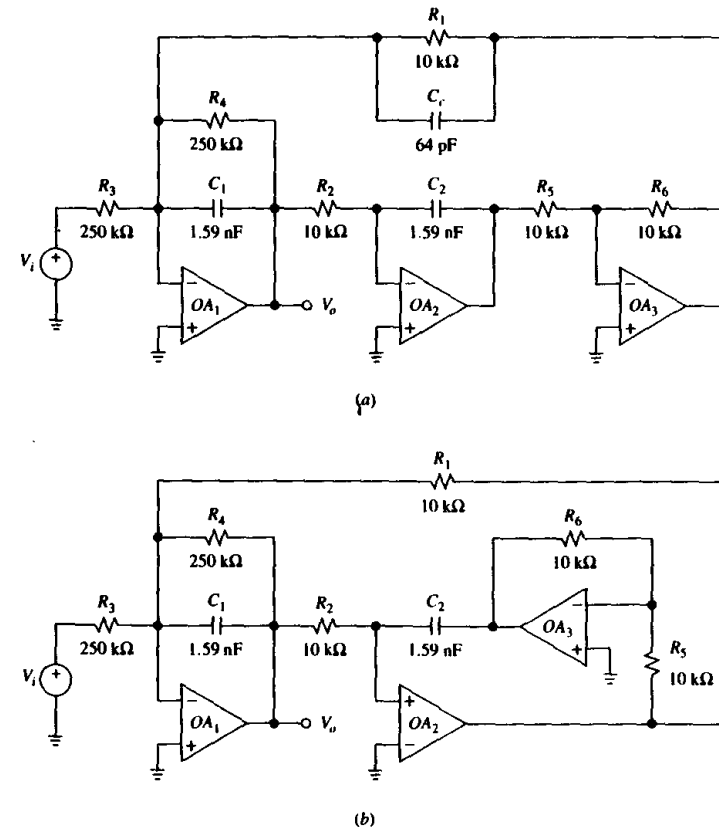 R1
10 kΩ
Cc
64 pF
R4
250 kΩ
R3
250 kΩ
C1
1.59 nF
R2
10 kΩ
C2
1.59 nF
R5
10 kΩ
R6
10 kΩ
Vi
+
−
OA1
+
Vo
−
OA2
+
−
OA3
+
(a)
R1
10 kΩ
R4
250 kΩ
R6
10 kΩ
R3
250 kΩ
C1
1.59 nF
R2
10 kΩ
C2
1.59 nF
OA3
−
+
R5
10 kΩ
Vi
+
−
OA1
+
Vo
+
OA2
−
(b)